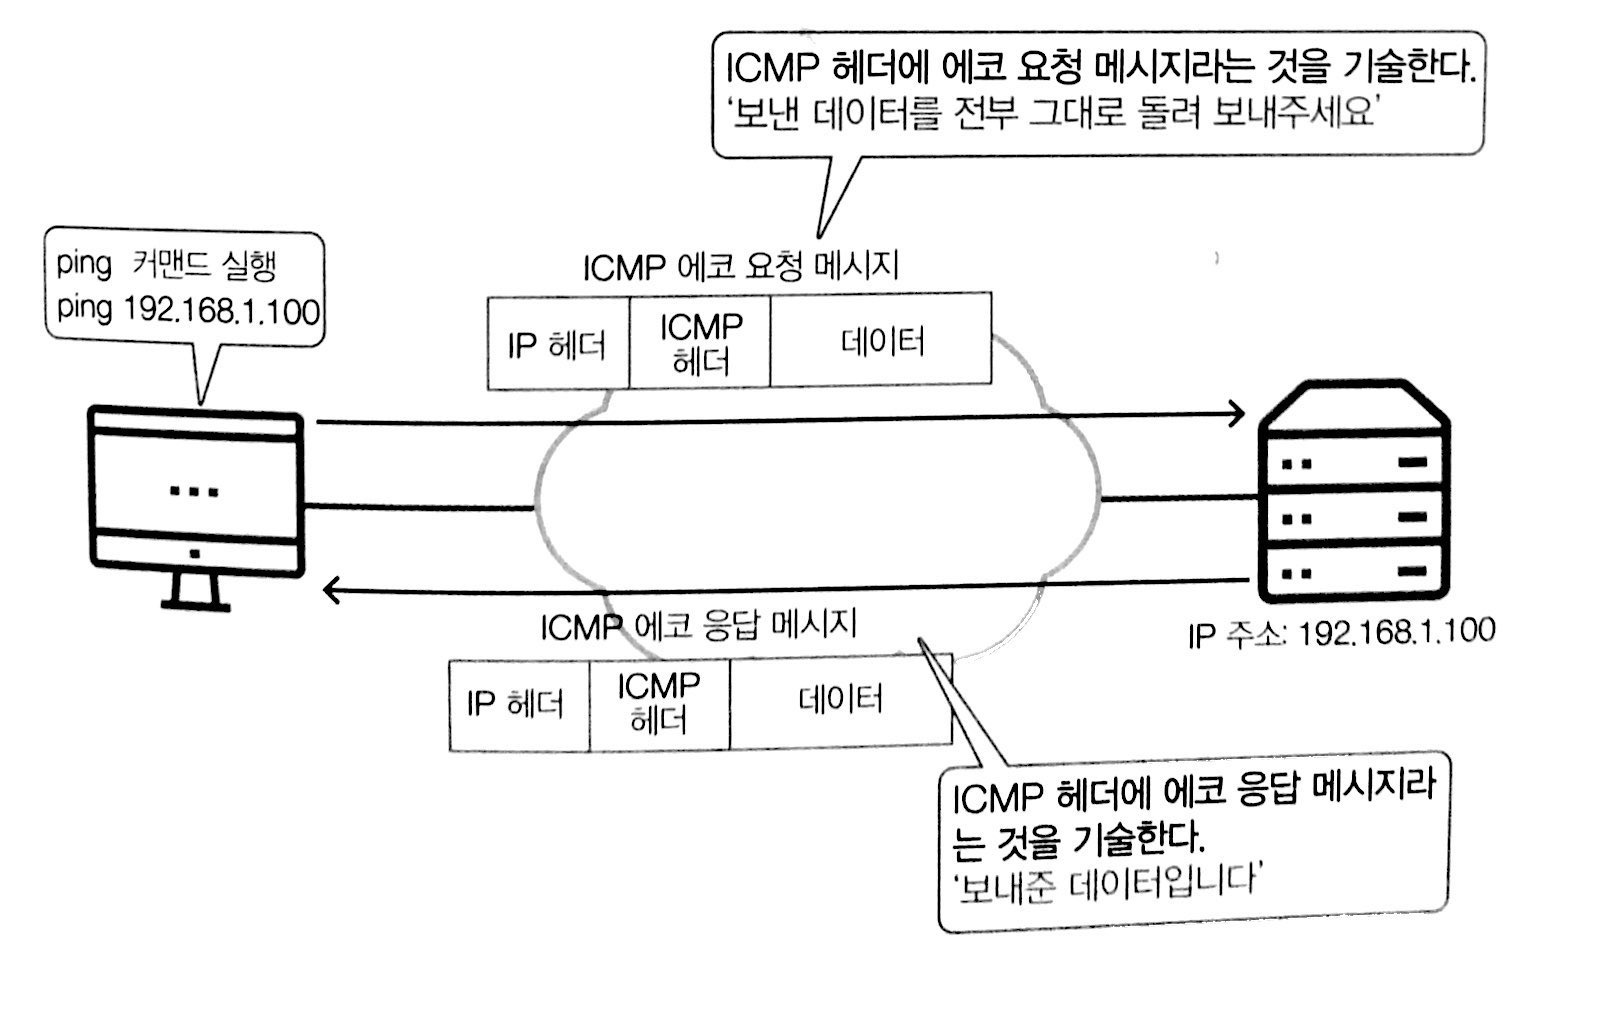 ICMP 헤더에 에코 요청 메시지라는 것을 기술한다.
‘보낸 데이터를 전부 그대로 돌려 보내주세요’
ping 커맨드 실행
ping 192.168.1.100
ICMP 에코 요청 메시지
IP 헤더
ICMP
헤더
데이터
ICMP 에코 응답 메시지
IP 헤더
ICMP
헤더
데이터
IP 주소: 192.168.1.100
ICMP 헤더에 에코 응답 메시지라
는 것을 기술한다.
‘보내준 데이터입니다’